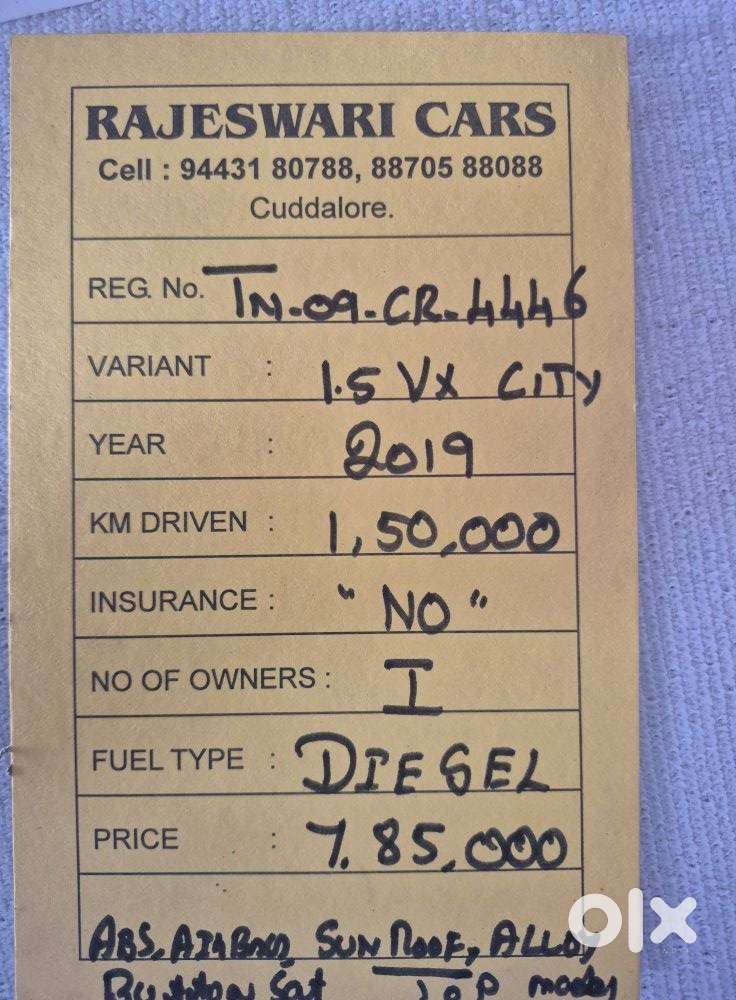 RAJESWARI CARS
Cell : 94431 80788, 88705 88088
Cuddalore.
REG. No. TN-09-CR-4446
VARIANT : 1.5 VX CITY
YEAR : 2019
KM DRIVEN : 1,50,000
INSURANCE : "NO"
NO OF OWNERS : I
FUEL TYPE : DIESEL
PRICE : 7.85,000
ABS, AIRBAG, SUN ROOF, ALLOY
Button Sat TOP model
olx